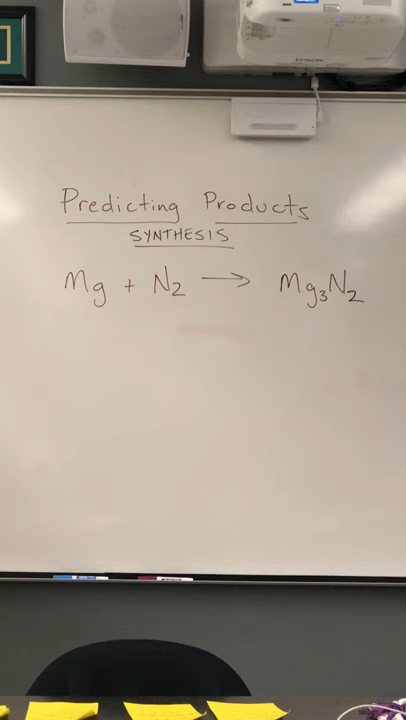 Predicting Products
SYNTHESIS
Mg + N₂ → Mg₃N₂